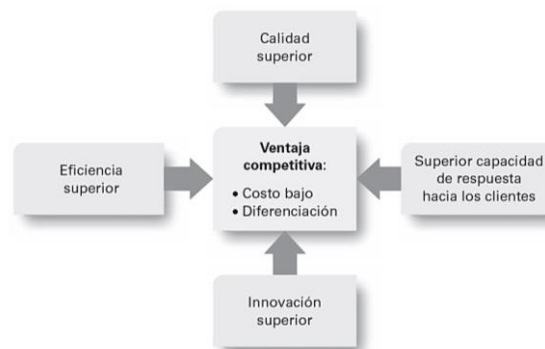 Calidad
superior
Eficiencia
superior
Ventaja
competitiva:
• Costo bajo
• Diferenciación
Superior capacidad
de respuesta
hacia los clientes
Innovación
superior